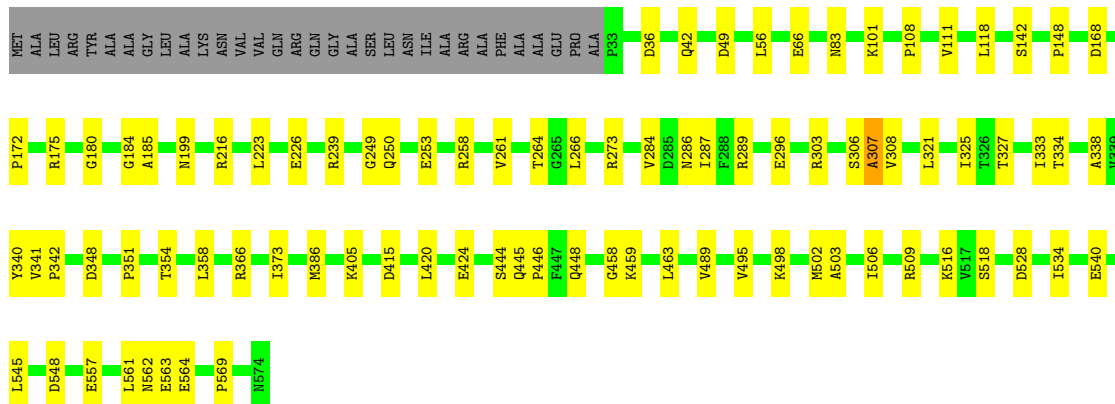 MET ALA LEU ARG TYR ALA ALA GLY LEU ALA LYS ASN VAL VAL GLN ARG GLN GLY ALA SER LEU ASN ILE ALA ARG ALA PHE ALA ALA GLU PRO ALA P33 D36 Q42 D49 L56 E66 N83 K101 P108 V111 L118 S142 P148 D168
P172 R175 G180 G184 A185 N199 R216 L223 E226 R239 G249 Q250 E253 R258 V261 T264 G265 L266 R273 V284 D285 N286 I287 F288 R289 E296 R303 S306 A307 V308 L321 I325 T326 T327 I333 T334 A338 V339
Y340 V341 P342 D348 P351 T354 L358 R366 I373 M386 K405 D415 L420 E424 S444 Q445 P446 F447 Q448 G458 K459 L463 V489 V495 K498 M502 A503 I506 R509 K516 V517 S518 D528 I534 E540
L545 D548 E557 L561 N562 E563 E564 P569 N574